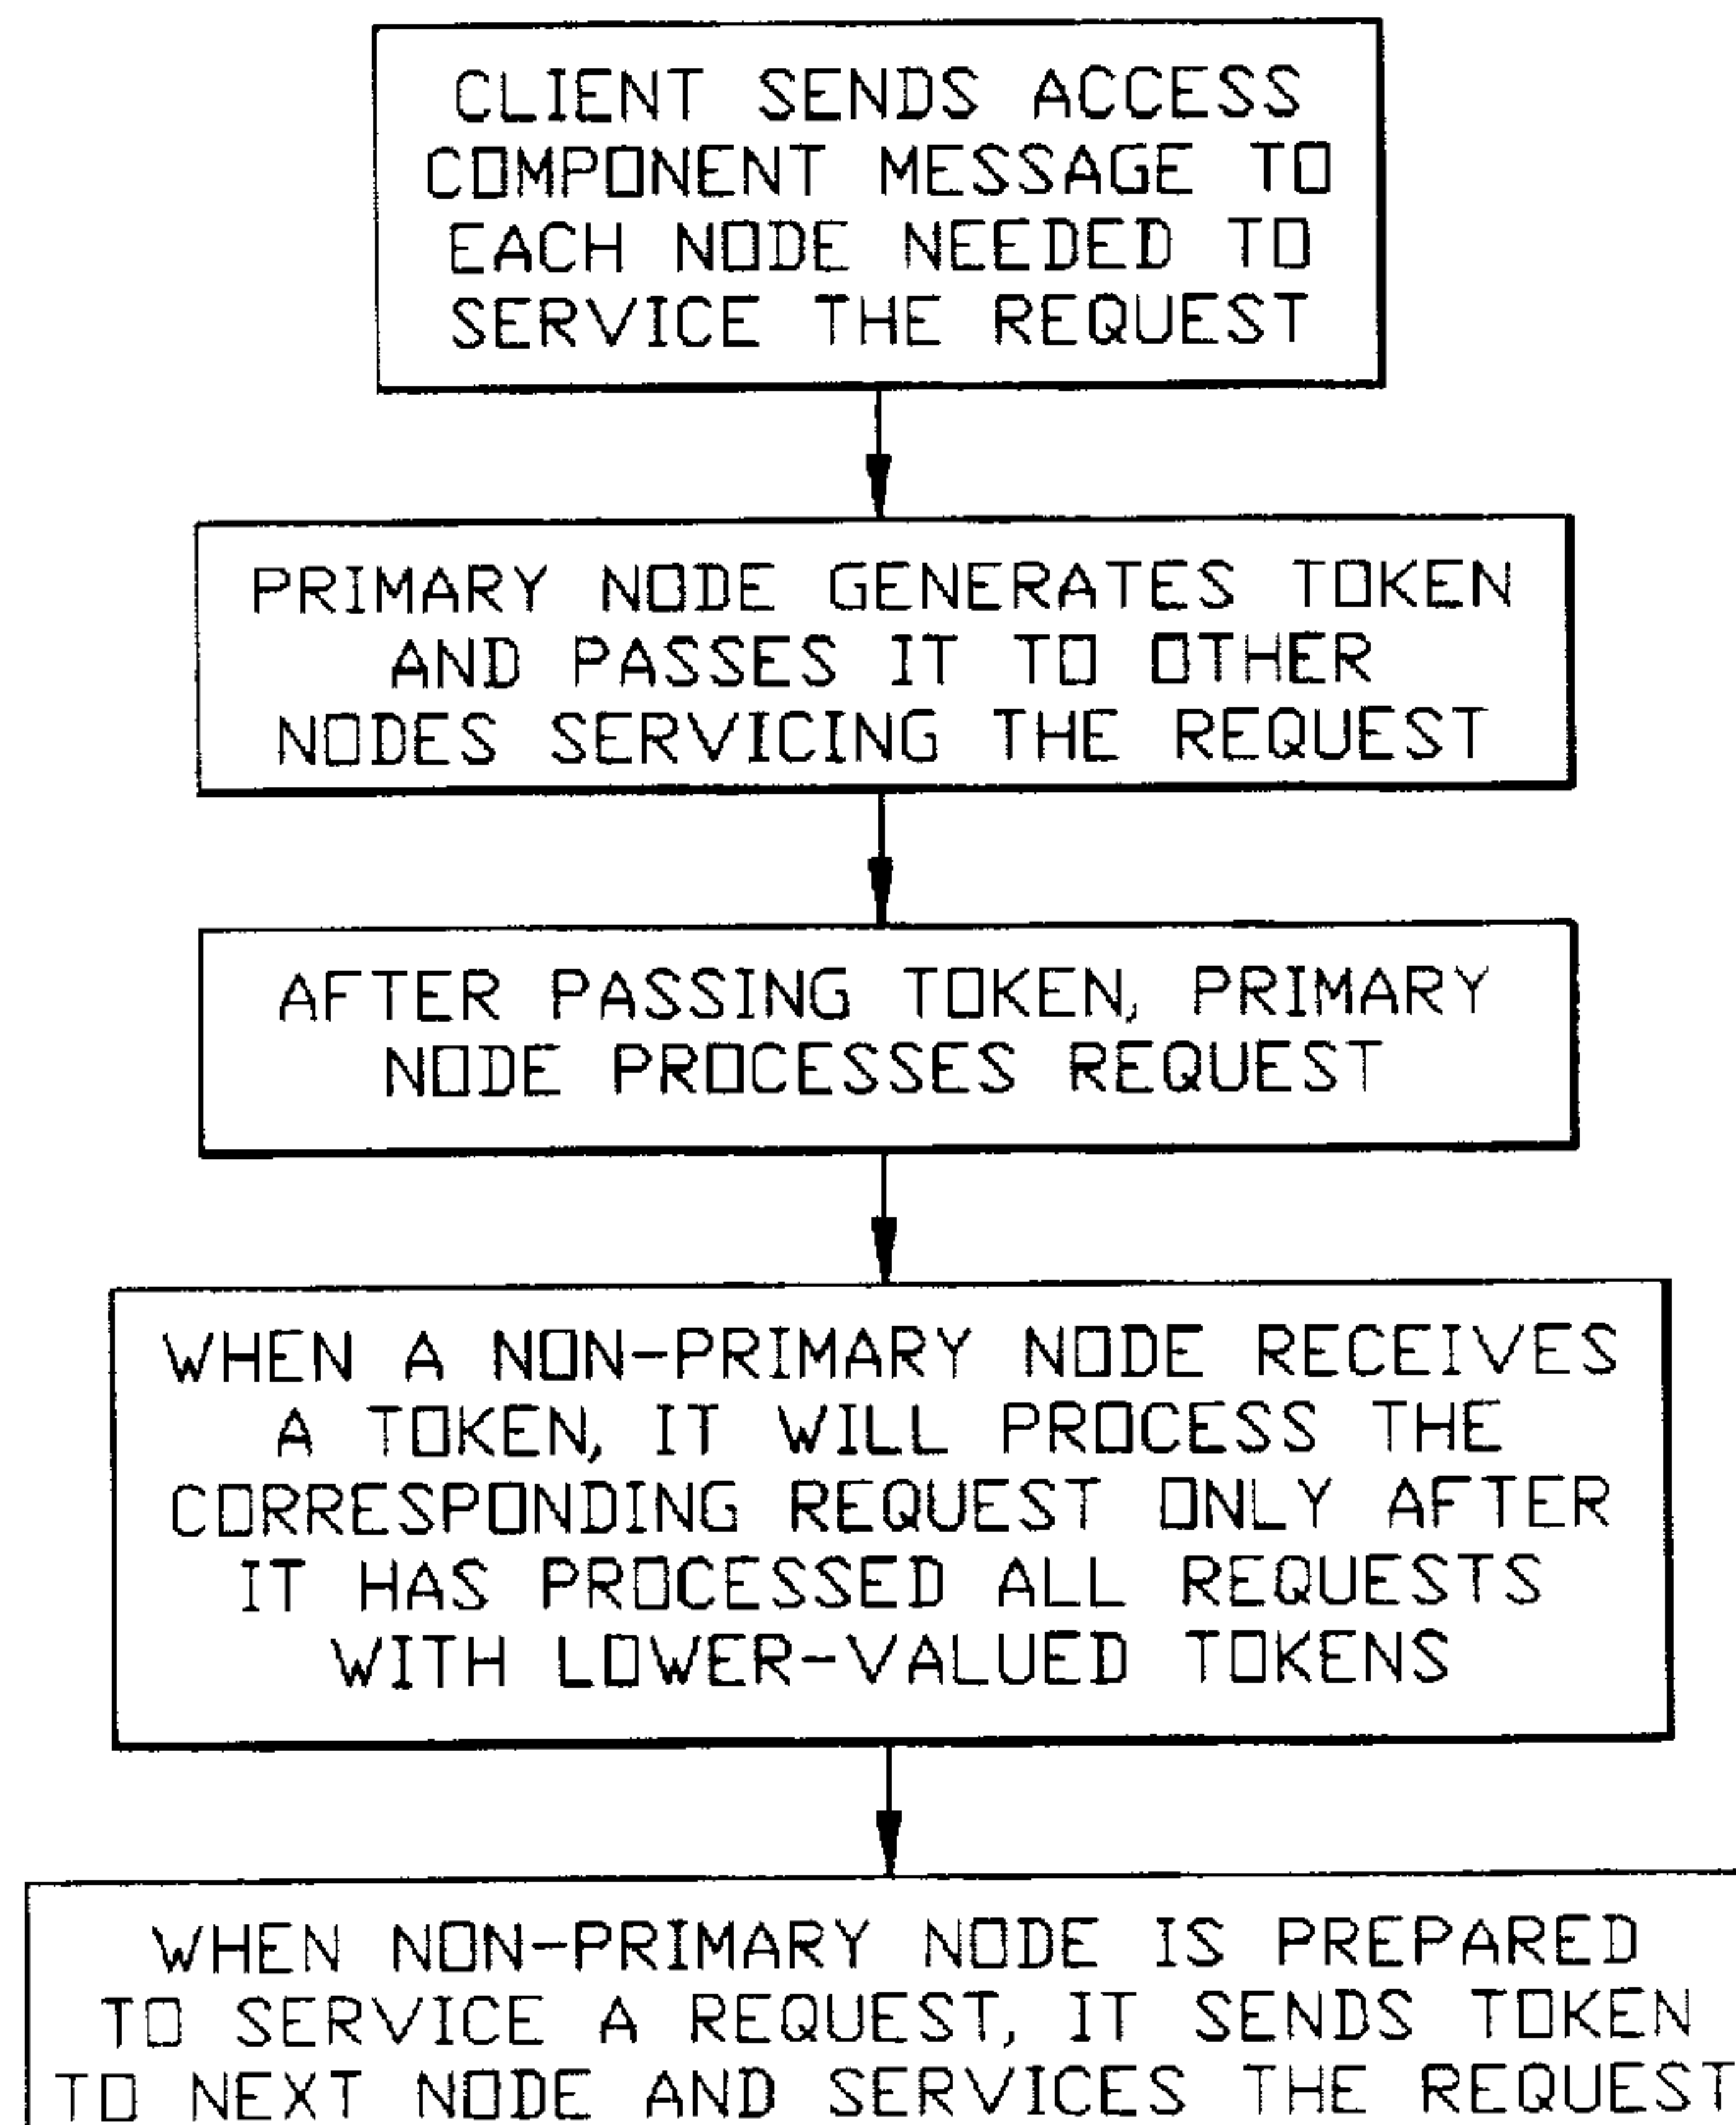 CLIENT SENDS ACCESS
COMPONENT MESSAGE TO
EACH NODE NEEDED TO
SERVICE THE REQUEST
PRIMARY NODE GENERATES TOKEN
AND PASSES IT TO OTHER
NODES SERVICING THE REQUEST
AFTER PASSING TOKEN, PRIMARY
NODE PROCESSES REQUEST
WHEN A NON-PRIMARY NODE RECEIVES
A TOKEN, IT WILL PROCESS THE
CORRESPONDING REQUEST ONLY AFTER
IT HAS PROCESSED ALL REQUESTS
WITH LOWER-VALUED TOKENS
WHEN NON-PRIMARY NODE IS PREPARED
TO SERVICE A REQUEST, IT SENDS TOKEN
TO NEXT NODE AND SERVICES THE REQUEST